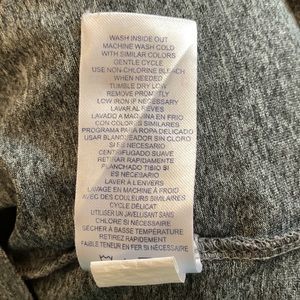 WASH INSIDE OUT
MACHINE WASH COLD
WITH SIMILAR COLORS
GENTLE CYCLE
USE NON-CHLORINE BLEACH
WHEN NEEDED
TUMBLE DRY LOW
REMOVE PROMPTLY
LOW IRON IF NECESSARY
LAVAR AL REVES
LAVADO A MAQUINA EN FRIO
CON COLORES SIMILARES
PROGRAMA PARA ROPA DELICADO
USAR BLANQUEADOR SIN CLORO
SI ES NECESARIO
CENTRIFUGADO SUAVE
RETIRAR RAPIDAMENTE
PLANCHADO TIBIO SI
ES NECESARIO
LAVER A L'ENVERS
LAVAGE EN MACHINE À FROID
AVEC DES COULEURS SIMILAIRES
CYCLE DÉLICAT
UTILISER UN JAVELLISANT SANS
CHLORE SI NÉCESSAIRE
SÉCHER À BASSE TEMPÉRATURE
RETIREZ RAPIDEMENT
FAIBLE TENEUR EN FER SI NÉCESSAIRE